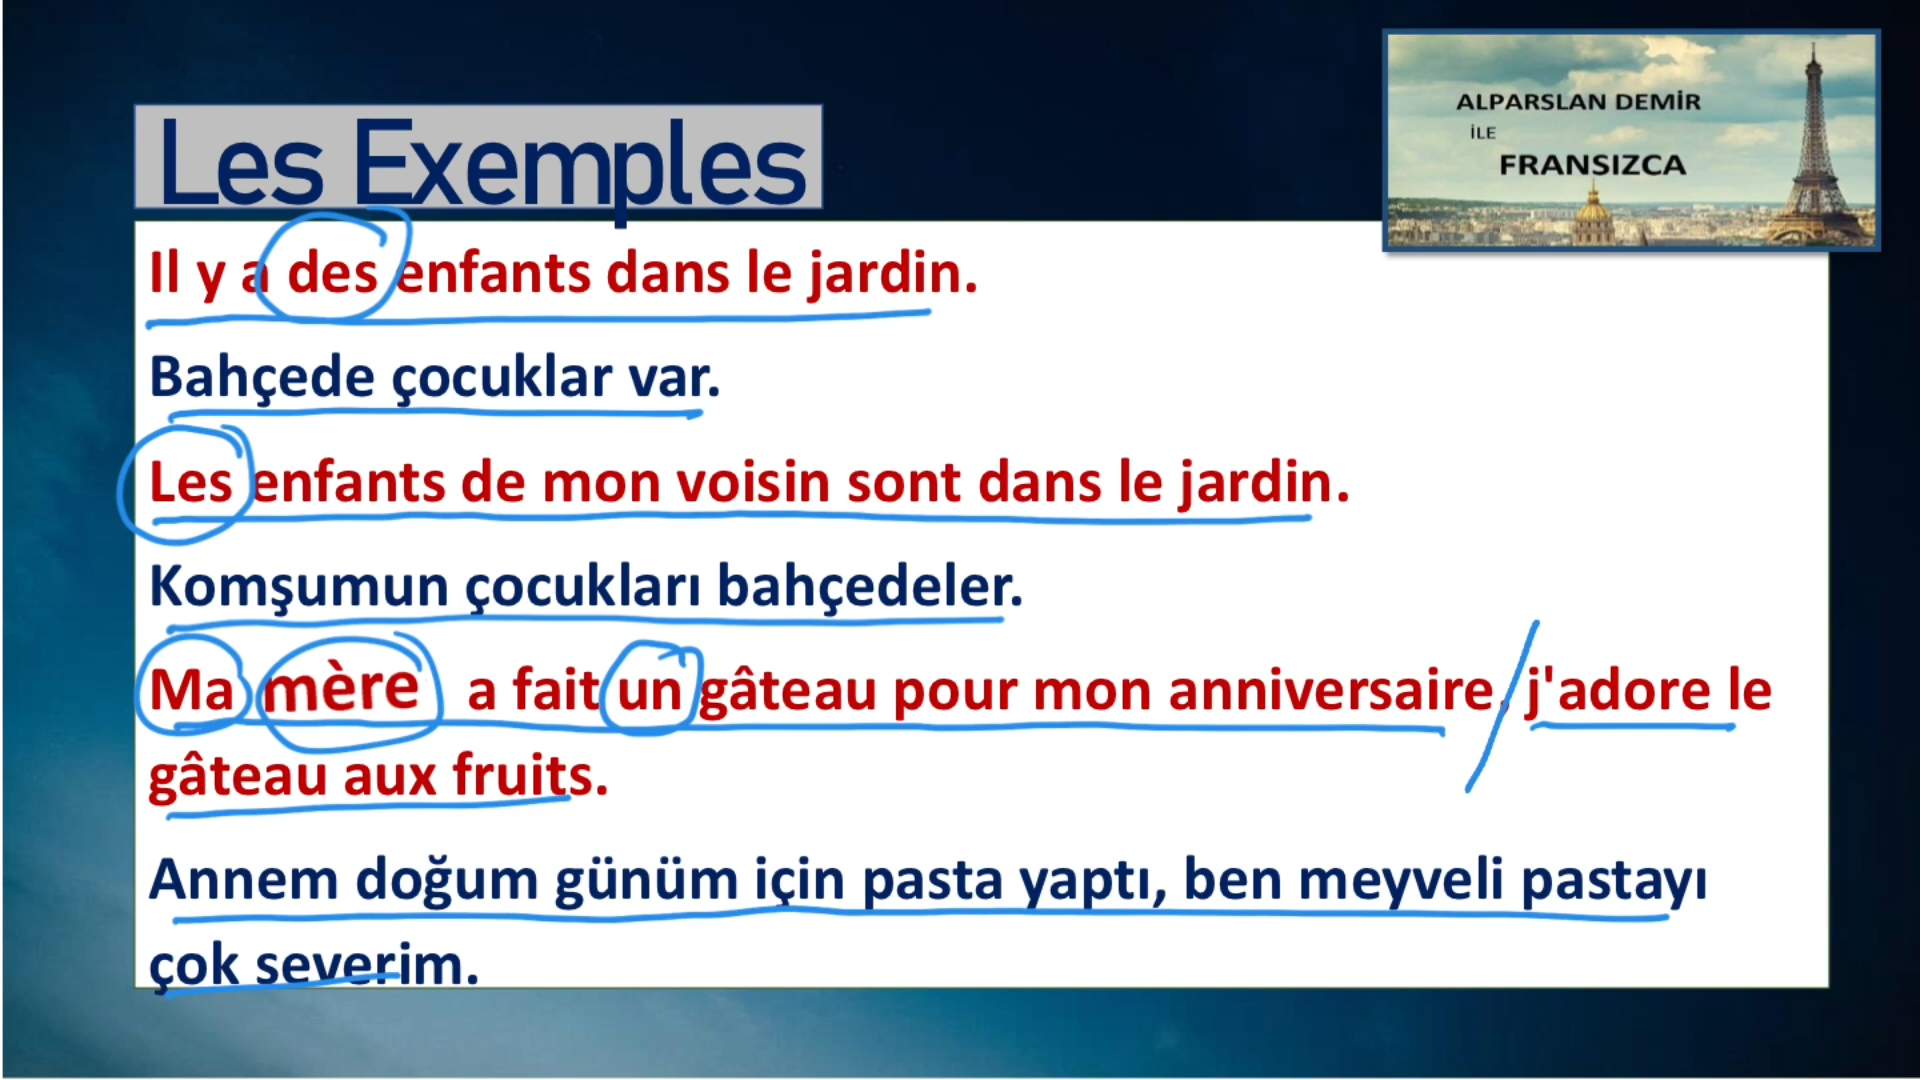 ALPARSLAN DEMİR
İLE
FRANSIZCA
Les Exemples
Il y a des enfants dans le jardin.
Bahçede çocuklar var.
Les enfants de mon voisin sont dans le jardin.
Komşumun çocukları bahçedeler.
Ma mère a fait un gâteau pour mon anniversaire, j'adore le
gâteau aux fruits.
Annem doğum günüm için pasta yaptı, ben meyveli pastayı
çok severim.